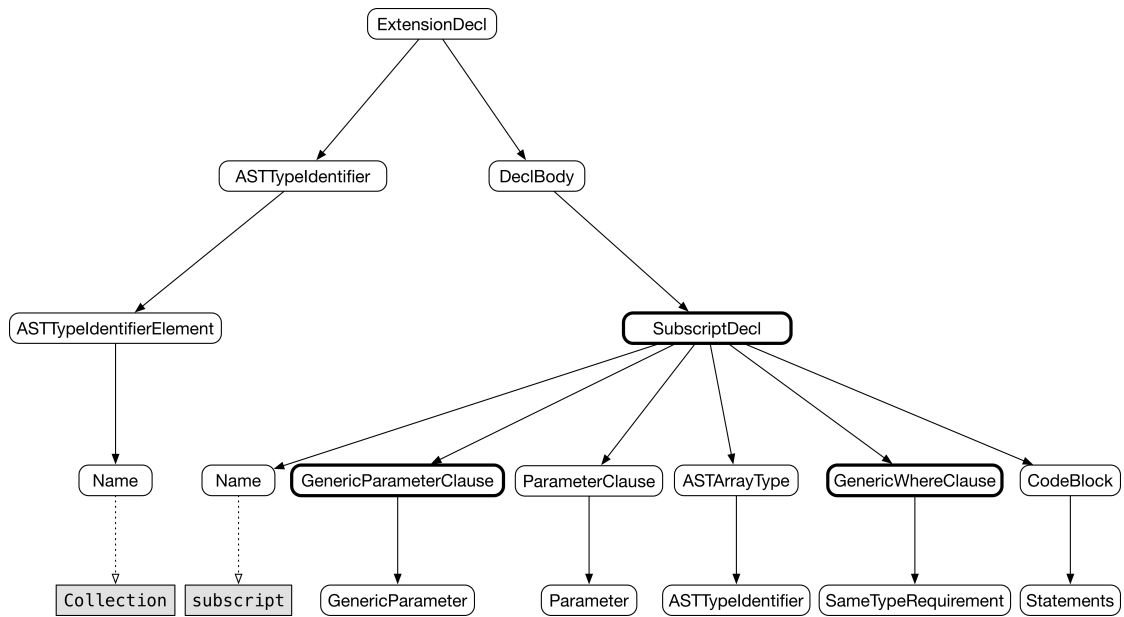 ExtensionDecl
ASTTypeIdentifier
DeclBody
ASTTypeIdentifierElement
SubscriptDecl
Name
Name
GenericParameterClause
ParameterClause
ASTArrayType
GenericWhereClause
CodeBlock
Collection
subscript
GenericParameter
Parameter
ASTTypeIdentifier
SameTypeRequirement
Statements